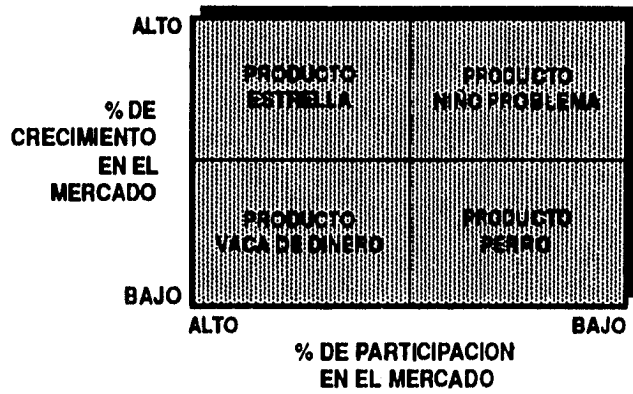 ALTO
PRODUCTO
ESTRELLA
PRODUCTO
NIÑO PROBLEMA
% DE
CRECIMIENTO
EN EL
MERCADO
PRODUCTO
VACA DE DINERO
PRODUCTO
PERRO
BAJO
ALTO
BAJO
% DE PARTICIPACION
EN EL MERCADO